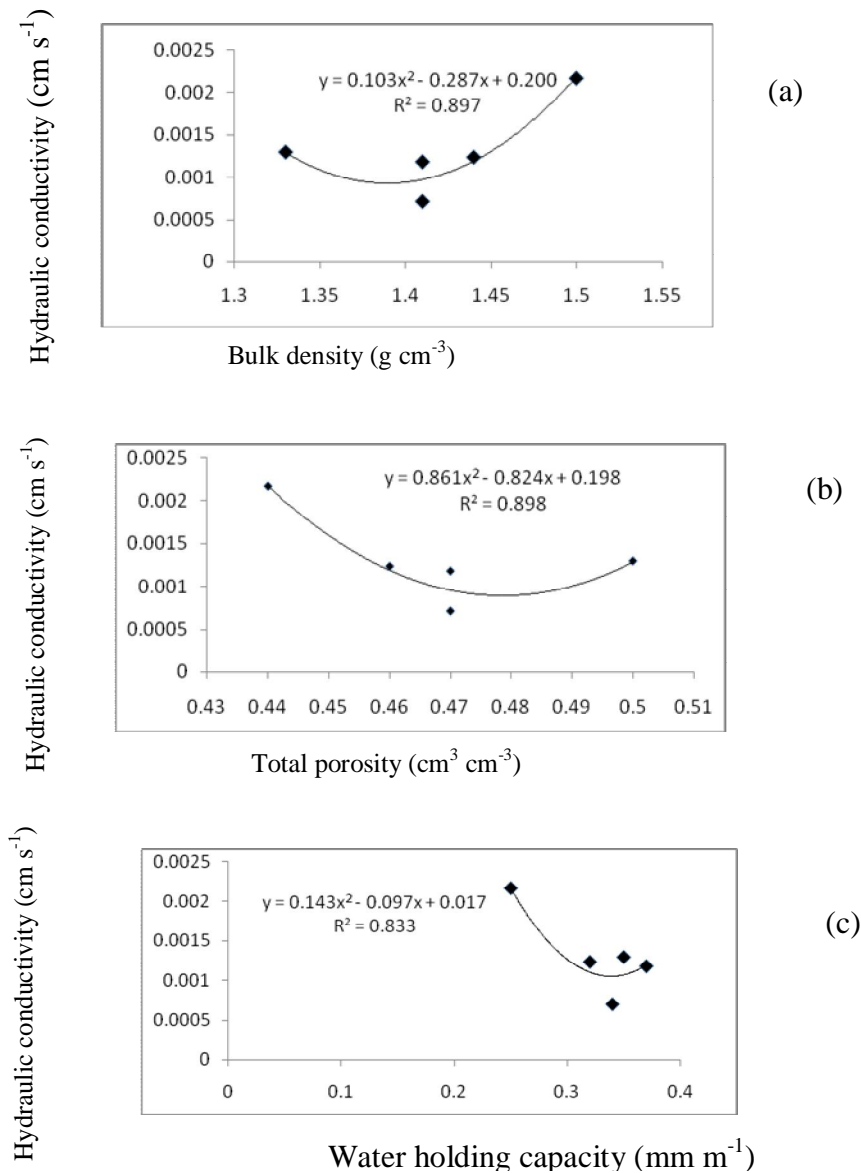 Hydraulic conductivity (cm s⁻¹)
0.0025
0.002
0.0015
0.001
0.0005
0
y = 0.103x² - 0.287x + 0.200
R² = 0.897
1.3 1.35 1.4 1.45 1.5 1.55
Bulk density (g cm⁻³)
(a)
Hydraulic conductivity (cm s⁻¹)
0.0025
0.002
0.0015
0.001
0.0005
0
y = 0.861x² - 0.824x + 0.198
R² = 0.898
0.43 0.44 0.45 0.46 0.47 0.48 0.49 0.5 0.51
Total porosity (cm³ cm⁻³)
(b)
Hydraulic conductivity (cm s⁻¹)
0.0025
0.002
0.0015
0.001
0.0005
0
y = 0.143x² - 0.097x + 0.017
R² = 0.833
0 0.1 0.2 0.3 0.4
Water holding capacity (mm m⁻¹)
(c)